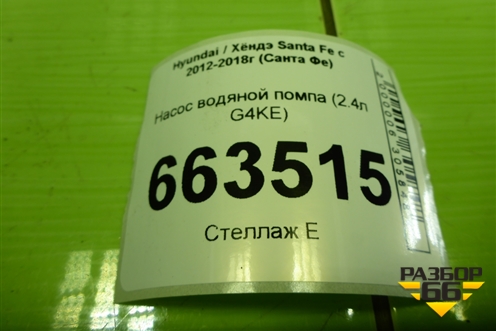 Hyundai / Хёндэ Santa Fe с
2012-2018г (Санта Фе)
Насос водяной помпа (2.4л
G4KE)
663515
Стеллаж Е
РАЗБОР
66